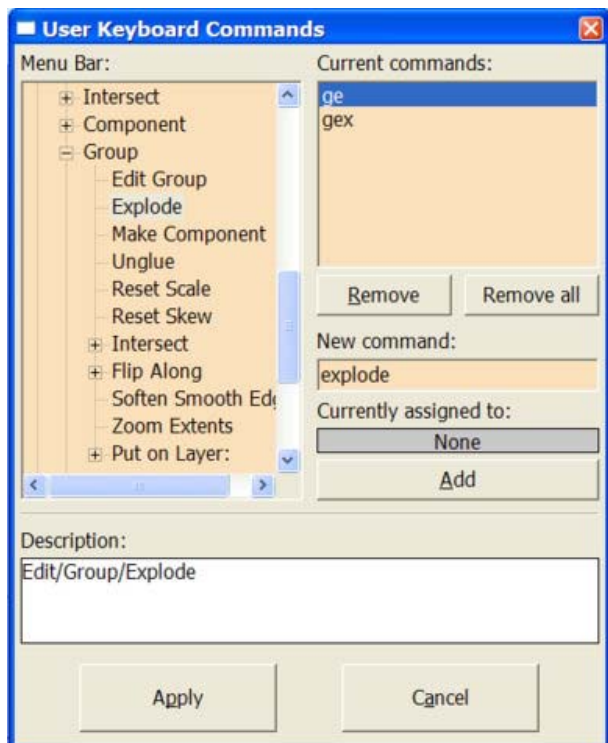 User Keyboard Commands
Menu Bar:
Intersect
Component
Group
Edit Group
Explode
Make Component
Unglue
Reset Scale
Reset Skew
Intersect
Flip Along
Soften Smooth Edg
Zoom Extents
Put on Layer:
Current commands:
ge
gex
Remove
Remove all
New command:
explode
Currently assigned to:
None
Add
Description:
Edit/Group/Explode
Apply
Cancel